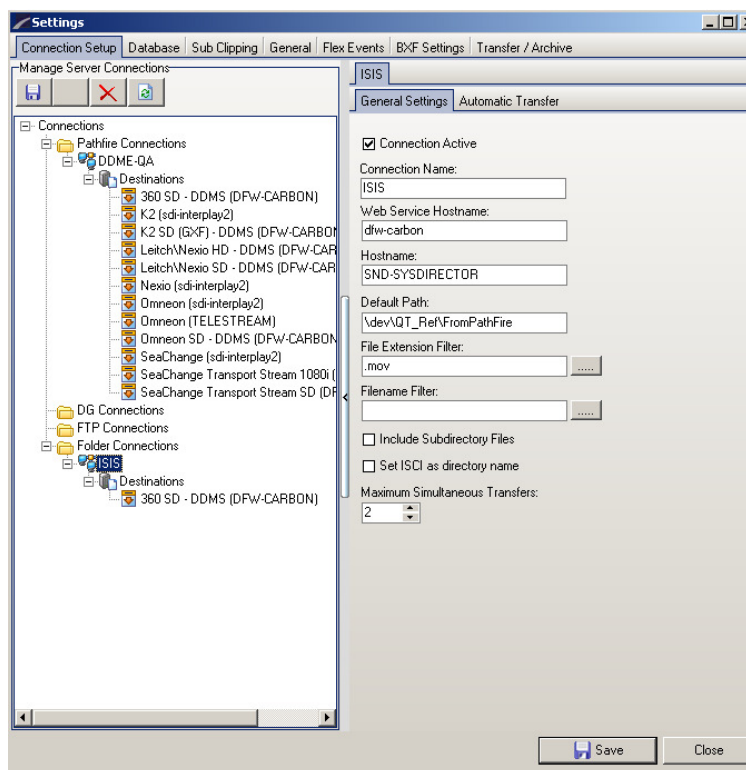 Settings
Connection Setup Database Sub Clipping General Flex Events BXF Settings Transfer / Archive
Manage Server Connections
Connections
Pathfire Connections
DDME-QA
Destinations
360 SD - DDMS (DFW-CARBON)
K2 (sdi-interplay2)
K2 SD (GXF) - DDMS (DFW-CARBON
Leitch\Nexio HD - DDMS (DFW-CAR
Leitch\Nexio SD - DDMS (DFW-CAR
Nexio (sdi-interplay2)
Omneon (sdi-interplay2)
Omneon (TELESTREAM)
Omneon SD - DDMS (DFW-CARBON
SeaChange (sdi-interplay2)
SeaChange Transport Stream 1080i (
SeaChange Transport Stream SD (DF
DG Connections
FTP Connections
Folder Connections
ISIS
Destinations
360 SD - DDMS (DFW-CARBON)
ISIS
General Settings Automatic Transfer
Connection Active
Connection Name:
ISIS
Web Service Hostname:
dfw-carbon
Hostname:
SND-SYSDIRECTOR
Default Path:
\dev\QT_Ref\FromPathFire
File Extension Filter:
.mov .....
Filename Filter:
.....
Include Subdirectory Files
Set ISCI as directory name
Maximum Simultaneous Transfers:
2
Save Close